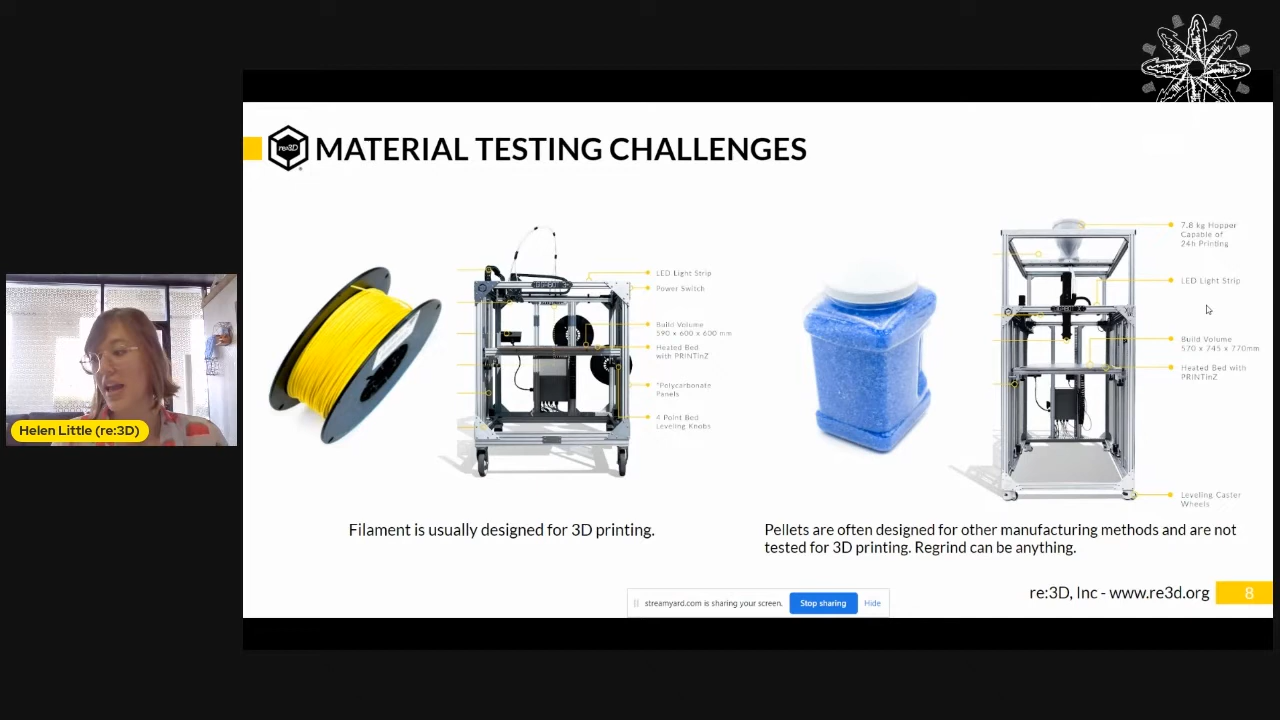 re:3D
MATERIAL TESTING CHALLENGES
LED Light Strip
Power Switch
Build Volume
590 x 600 x 600 mm
Heated Bed
with PRINTinZ
*Polycarbonate
Panels
4 Point Bed
Leveling Knobs
7.8 kg Hopper
Capable of
24h Printing
LED Light Strip
Build Volume
570 x 745 x 770mm
Heated Bed with
PRINTinZ
Leveling Caster
Wheels
Filament is usually designed for 3D printing.
Pellets are often designed for other manufacturing methods and are not
tested for 3D printing. Regrind can be anything.
re:3D, Inc - www.re3d.org
8
streamyard.com is sharing your screen.
Stop sharing
Hide
Helen Little (re:3D)